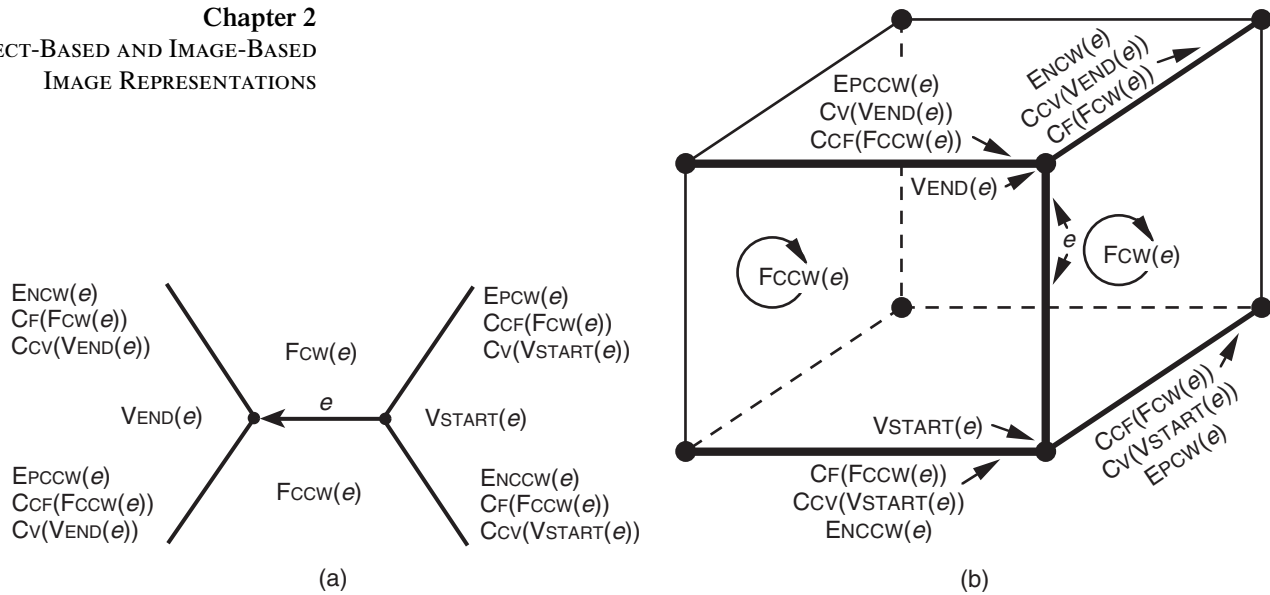 Chapter 2
ECT-BASED AND IMAGE-BASED
IMAGE REPRESENTATIONS
ENCW(e)
CF(FCW(e))
CCV(VEND(e))
EPCW(e)
CCF(FCW(e))
CV(VSTART(e))
FCW(e)
e
VEND(e)
VSTART(e)
EPCCW(e)
CCF(FCCW(e))
CV(VEND(e))
FCCW(e)
ENCCW(e)
CF(FCCW(e))
CCV(VSTART(e))
(a)
EPCCW(e)
CV(VEND(e))
CCF(FCCW(e))
ENCW(e)
CCV(VEND(e))
CF(FCW(e))
VEND(e)
e
FCCW(e)
FCW(e)
VSTART(e)
CF(FCCW(e))
CCV(VSTART(e))
ENCCW(e)
CCF(FCW(e))
CV(VSTART(e))
EPCW(e)
(b)